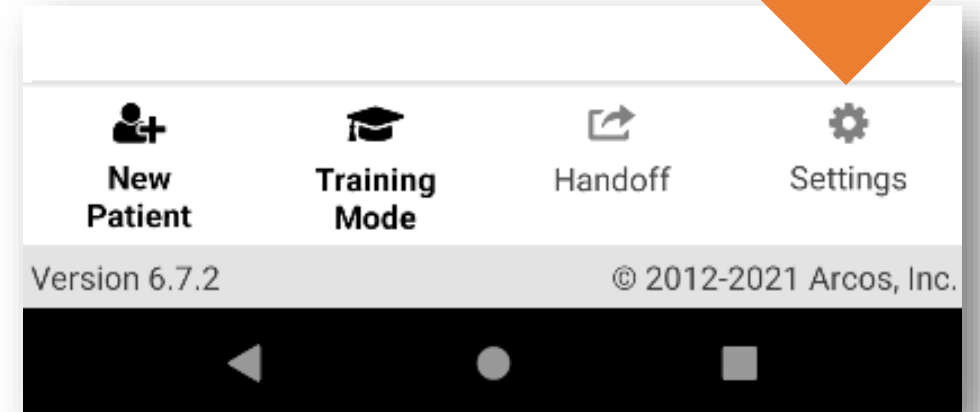 New
Patient
Training
Mode
Handoff
Settings
Version 6.7.2
© 2012-2021 Arcos, Inc.